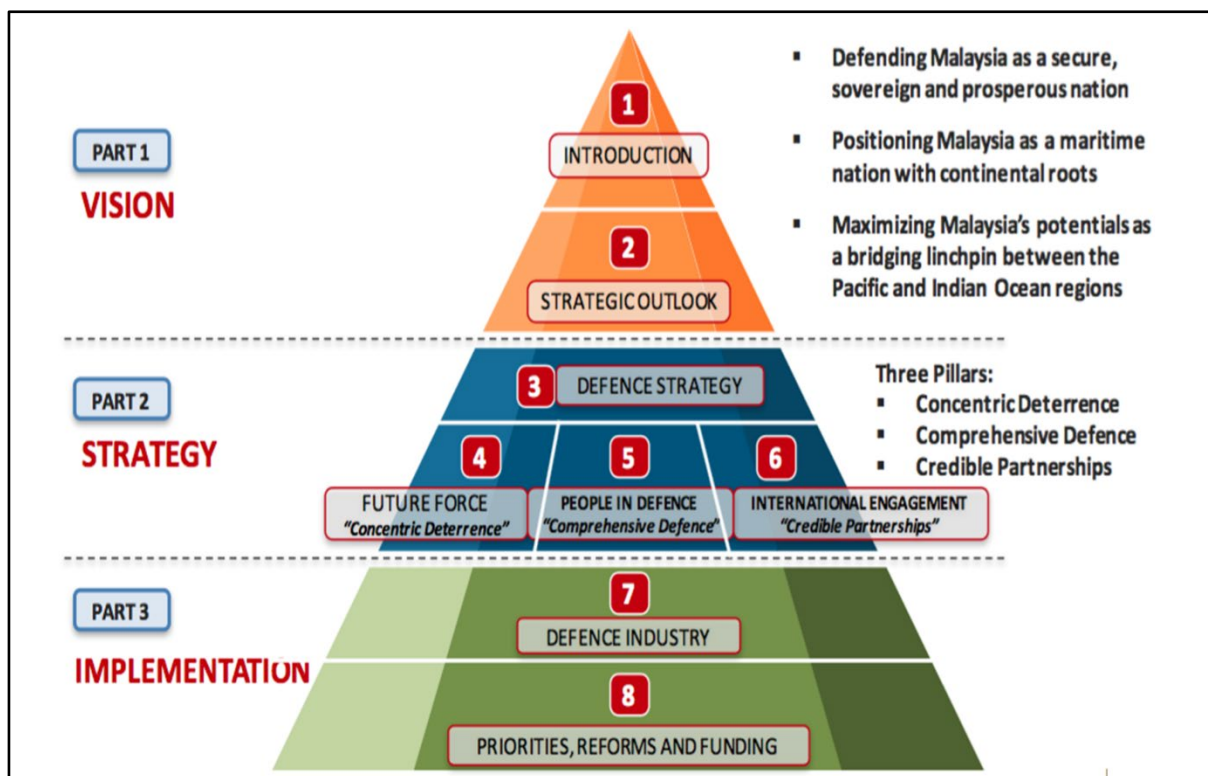 1
INTRODUCTION
PART 1
VISION
2
STRATEGIC OUTLOOK
▪ Defending Malaysia as a secure,
sovereign and prosperous nation
▪ Positioning Malaysia as a maritime
nation with continental roots
▪ Maximizing Malaysia's potentials as
a bridging linchpin between the
Pacific and Indian Ocean regions
PART 2
STRATEGY
3 DEFENCE STRATEGY
4
FUTURE FORCE
"Concentric Deterrence"
5
PEOPLE IN DEFENCE
"Comprehensive Defence"
6
INTERNATIONAL ENGAGEMENT
"Credible Partnerships"
Three Pillars:
▪ Concentric Deterrence
▪ Comprehensive Defence
▪ Credible Partnerships
PART 3
IMPLEMENTATION
7
DEFENCE INDUSTRY
8
PRIORITIES, REFORMS AND FUNDING